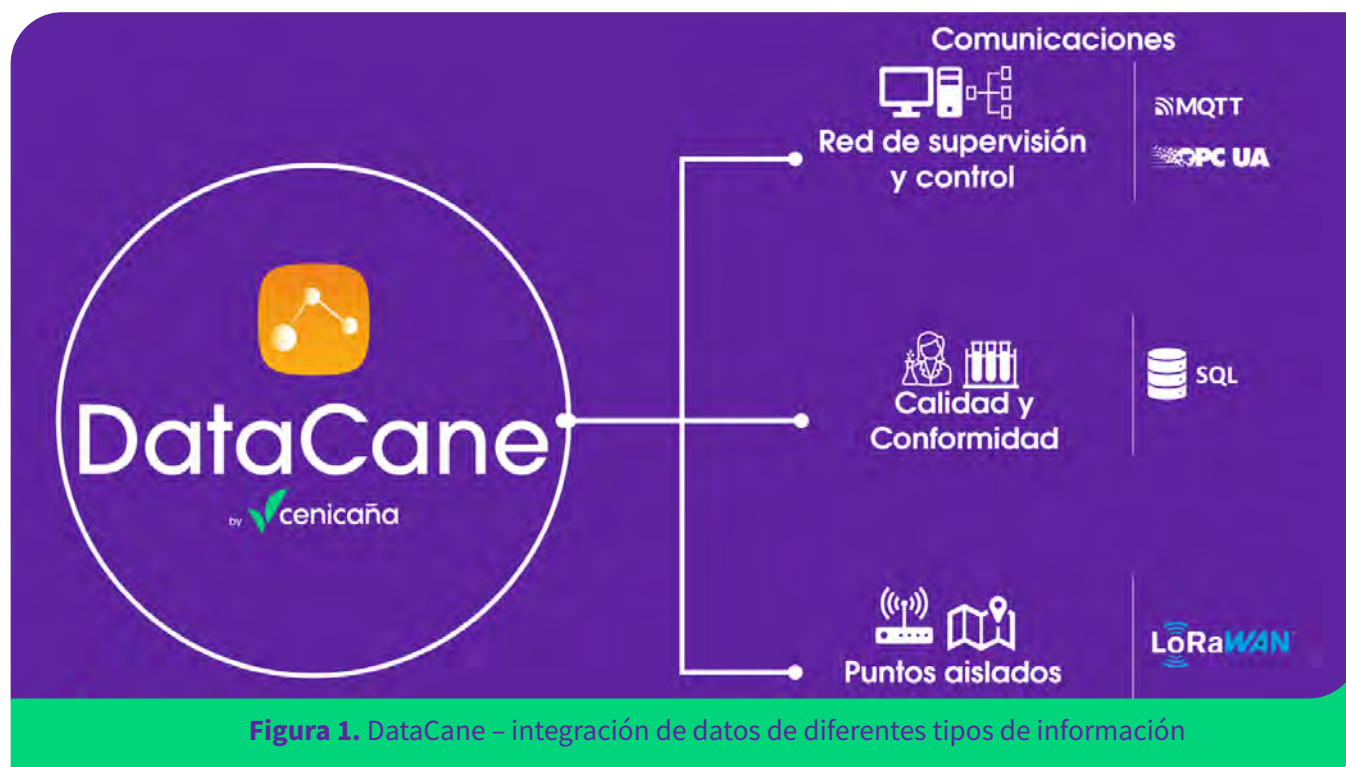 Comunicaciones
Red de supervisión
y control
MQTT
OPC UA
DataCane
by cenicaña
Calidad y
Conformidad
SQL
Puntos aislados
LoRaWAN
Figura 1. DataCane – integración de datos de diferentes tipos de información